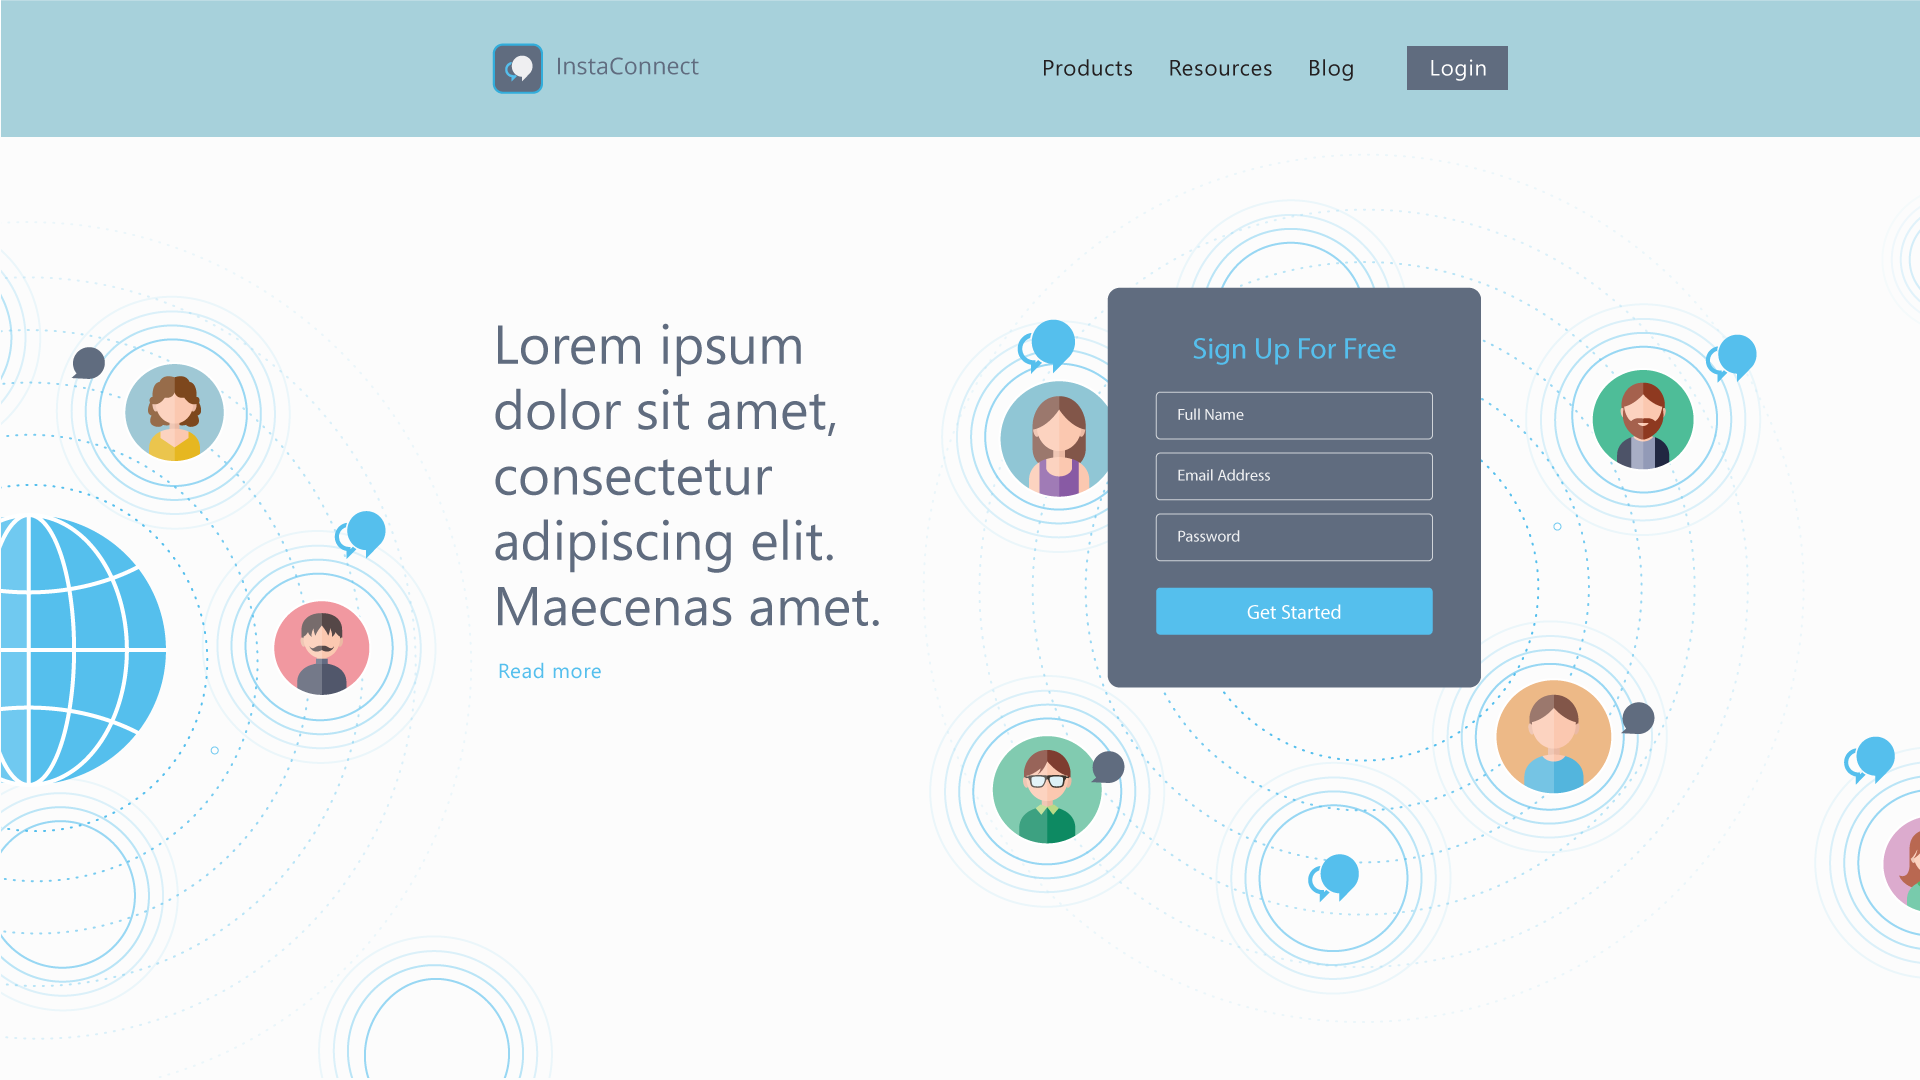 InstaConnect
Products Resources Blog Login
Lorem ipsum
dolor sit amet,
consectetur
adipiscing elit.
Maecenas amet.
Read more
Sign Up For Free
Full Name
Email Address
Password
Get Started